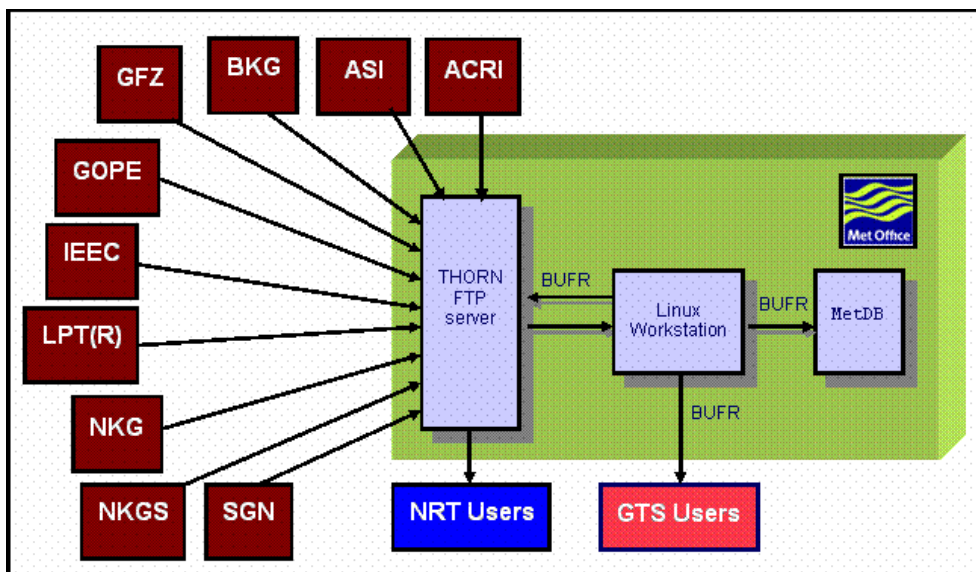 GFZ
BKG
ASI
ACRI
GOPE
IEEC
LPT(R)
NKG
NKGS
SGN
THORN
FTP
server
BUFR
Linux
Workstation
BUFR
MetDB
Met Office
BUFR
NRT Users
GTS Users